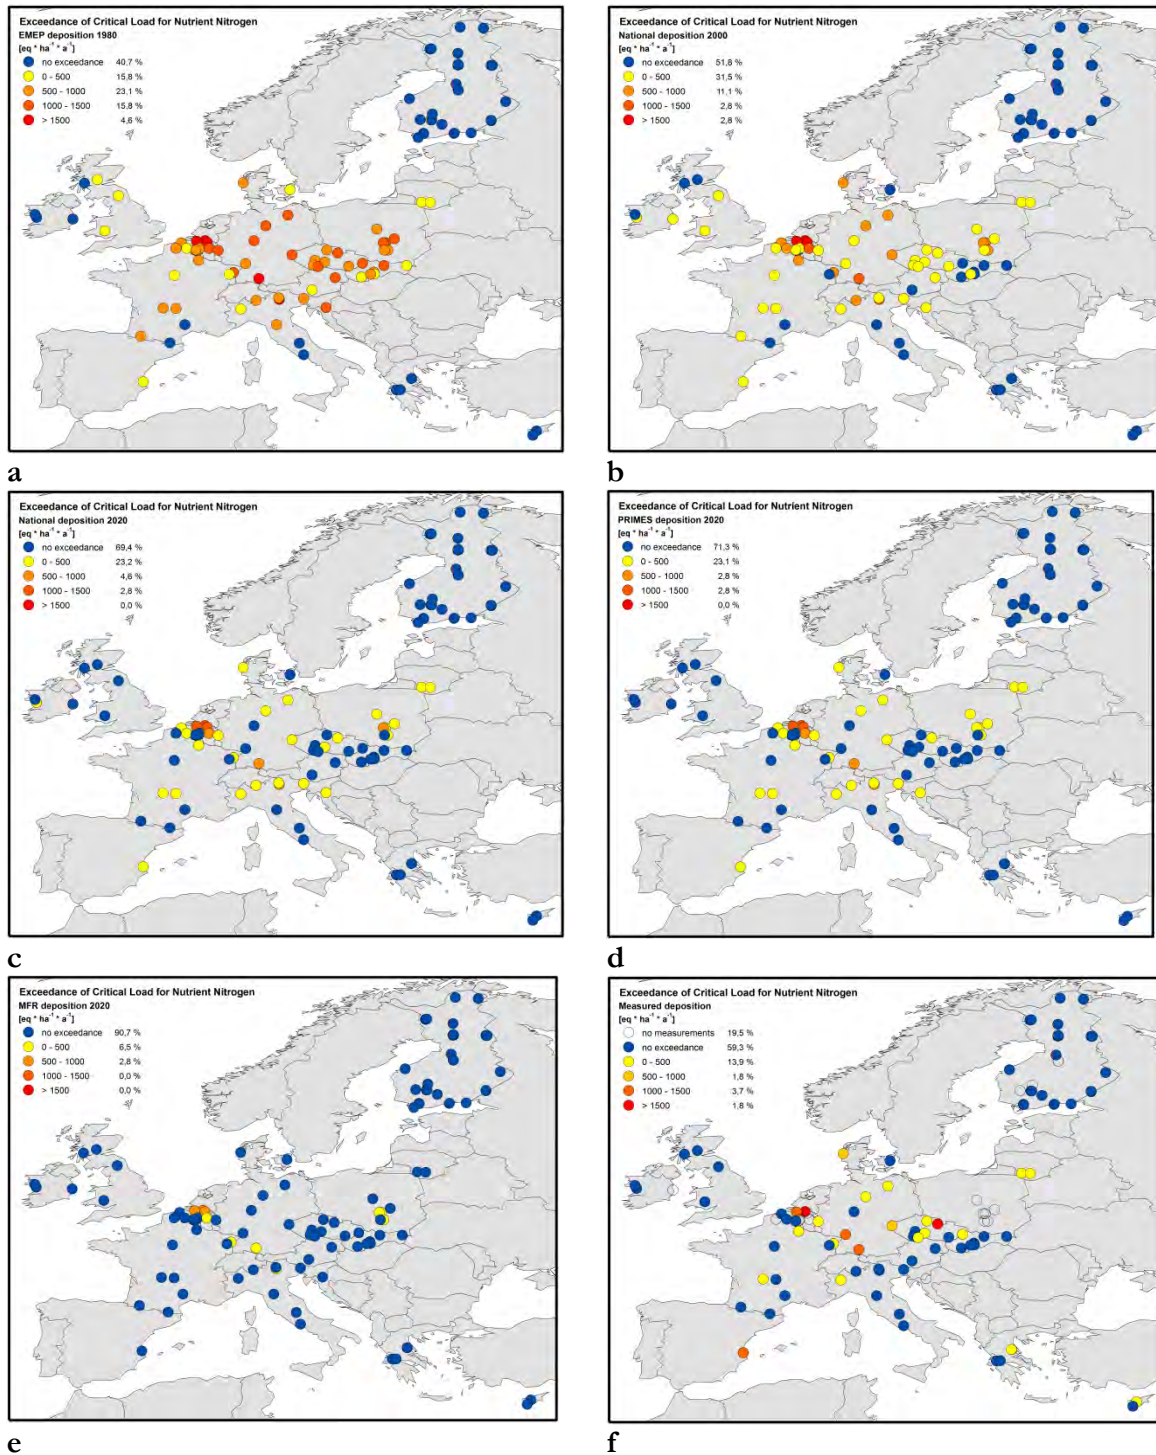 Exceedance of Critical Load for Nutrient Nitrogen
EMEP deposition 1980
[eq * ha⁻¹ * a⁻¹]
no exceedance 40,7 %
0 - 500 15,8 %
500 - 1000 23,1 %
1000 - 1500 15,8 %
> 1500 4,6 %
a
Exceedance of Critical Load for Nutrient Nitrogen
National deposition 2000
[eq * ha⁻¹ * a⁻¹]
no exceedance 51,8 %
0 - 500 31,5 %
500 - 1000 11,1 %
1000 - 1500 2,8 %
> 1500 2,8 %
b
Exceedance of Critical Load for Nutrient Nitrogen
National deposition 2020
[eq * ha⁻¹ * a⁻¹]
no exceedance 69,4 %
0 - 500 23,2 %
500 - 1000 4,6 %
1000 - 1500 2,8 %
> 1500 0,0 %
c
Exceedance of Critical Load for Nutrient Nitrogen
PRIMES deposition 2020
[eq * ha⁻¹ * a⁻¹]
no exceedance 71,3 %
0 - 500 23,1 %
500 - 1000 2,8 %
1000 - 1500 2,8 %
> 1500 0,0 %
d
Exceedance of Critical Load for Nutrient Nitrogen
MFR deposition 2020
[eq * ha⁻¹ * a⁻¹]
no exceedance 90,7 %
0 - 500 6,5 %
500 - 1000 2,8 %
1000 - 1500 0,0 %
> 1500 0,0 %
e
Exceedance of Critical Load for Nutrient Nitrogen
Measured deposition
[eq * ha⁻¹ * a⁻¹]
no measurements 19,5 %
no exceedance 59,3 %
0 - 500 13,9 %
500 - 1000 1,8 %
1000 - 1500 3,7 %
> 1500 1,8 %
f